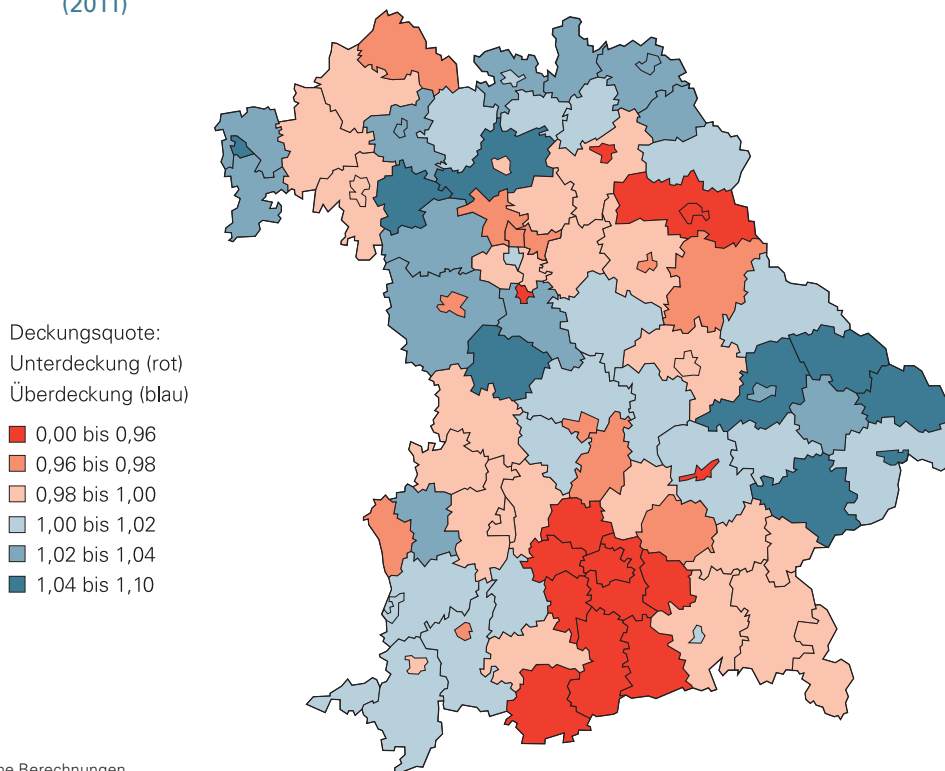 (2011)
Deckungsquote:
Unterdeckung (rot)
Überdeckung (blau)
0,00 bis 0,96
0,96 bis 0,98
0,98 bis 1,00
1,00 bis 1,02
1,02 bis 1,04
1,04 bis 1,10
Berechnungen